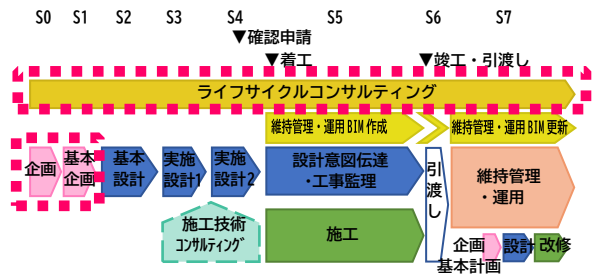 S0 S1 S2 S3 S4 S5 S6 S7
▼確認申請
▼着工
▼竣工・引渡し
ライフサイクルコンサルティング
維持管理・運用BIM作成
維持管理・運用BIM更新
企画
基本
企画
基本
設計
実施
設計1
実施
設計2
設計意図伝達
・工事監理
引
渡
し
維持管理
・運用
施工技術
コンサルティング
施工
企画
基本計画
設計
改修